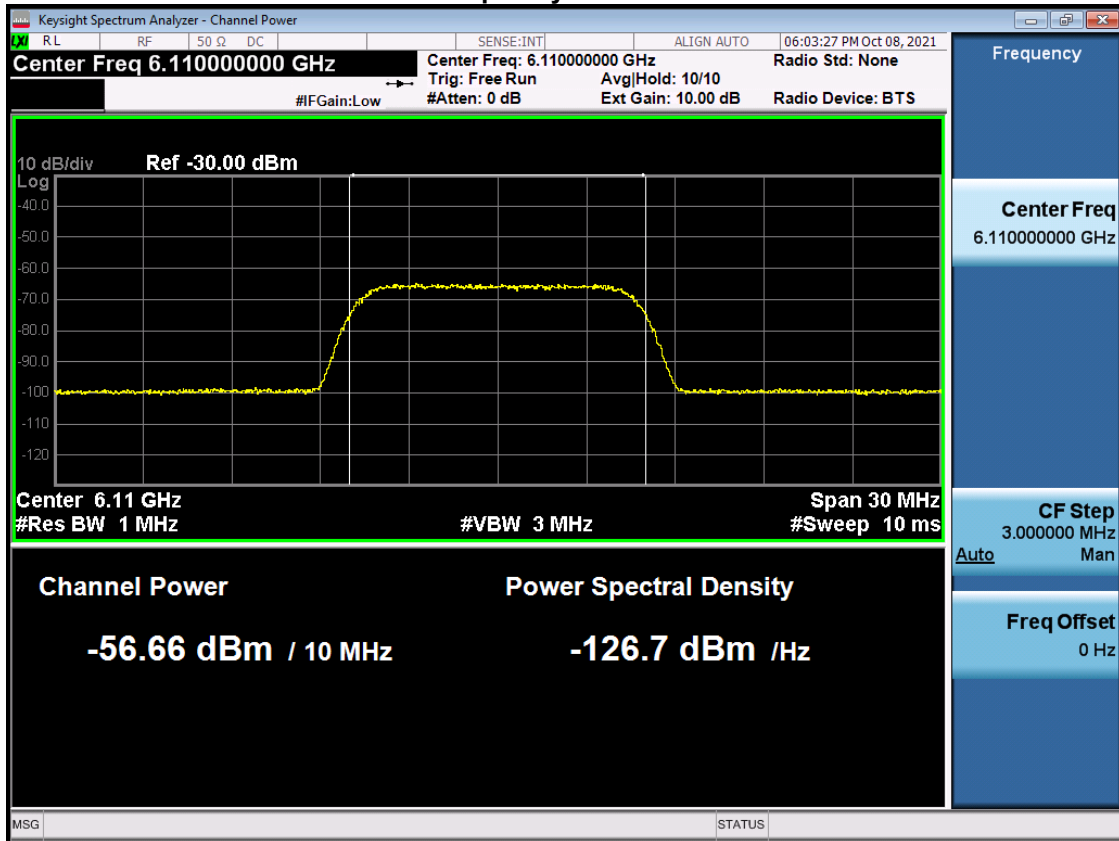 Keysight Spectrum Analyzer - Channel Power
LXI RL RF 50 Ω DC SENSE:INT ALIGN AUTO 06:03:27 PM Oct 08, 2021
Center Freq 6.110000000 GHz
Center Freq: 6.110000000 GHz Radio Std: None
Trig: Free Run Avg|Hold: 10/10
#IFGain:Low #Atten: 0 dB Ext Gain: 10.00 dB Radio Device: BTS
10 dB/div Ref -30.00 dBm
Log
-40.0
-50.0
-60.0
-70.0
-80.0
-90.0
-100
-110
-120
Center 6.11 GHz Span 30 MHz
#Res BW 1 MHz #VBW 3 MHz #Sweep 10 ms
Channel Power Power Spectral Density
-56.66 dBm / 10 MHz -126.7 dBm /Hz
MSG STATUS
Frequency
Center Freq
6.110000000 GHz
CF Step
3.000000 MHz
Auto Man
Freq Offset
0 Hz